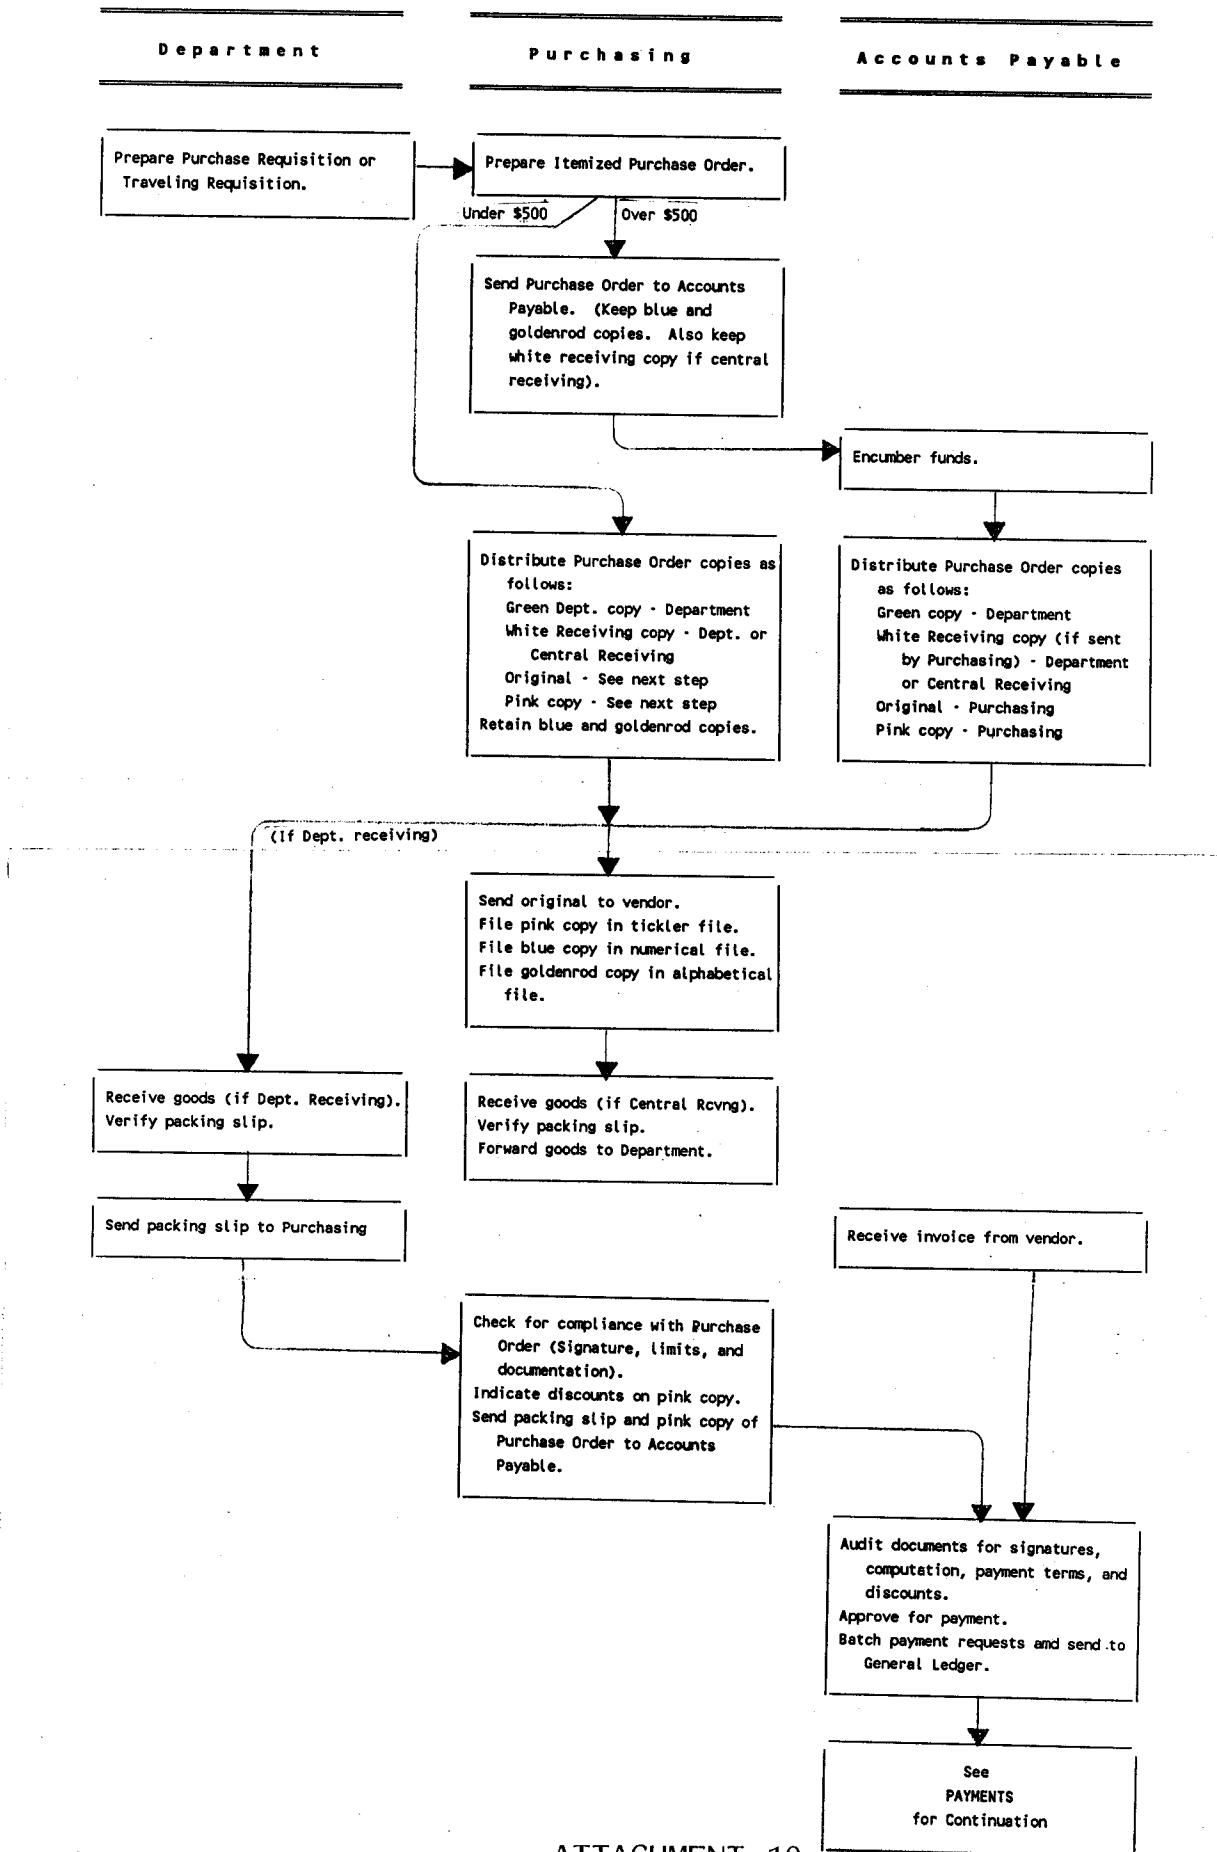 Department
Purchasing
Accounts Payable
Prepare Purchase Requisition or
Traveling Requisition.
Prepare Itemized Purchase Order.
Under $500
Over $500
Send Purchase Order to Accounts
Payable. (Keep blue and
goldenrod copies. Also keep
white receiving copy if central
receiving).
Encumber funds.
Distribute Purchase Order copies as
follows:
Green Dept. copy - Department
White Receiving copy - Dept. or
Central Receiving
Original - See next step
Pink copy - See next step
Retain blue and goldenrod copies.
Distribute Purchase Order copies
as follows:
Green copy - Department
White Receiving copy (if sent
by Purchasing) - Department
or Central Receiving
Original - Purchasing
Pink copy - Purchasing
(If Dept. receiving)
Send original to vendor.
File pink copy in tickler file.
File blue copy in numerical file.
File goldenrod copy in alphabetical
file.
Receive goods (if Dept. Receiving).
Verify packing slip.
Receive goods (if Central Rcvng).
Verify packing slip.
Forward goods to Department.
Send packing slip to Purchasing
Receive invoice from vendor.
Check for compliance with Purchase
Order (Signature, limits, and
documentation).
Indicate discounts on pink copy.
Send packing slip and pink copy of
Purchase Order to Accounts
Payable.
Audit documents for signatures,
computation, payment terms, and
discounts.
Approve for payment.
Batch payment requests amd send to
General Ledger.
See
PAYMENTS
for Continuation
ATTACHMENT 10